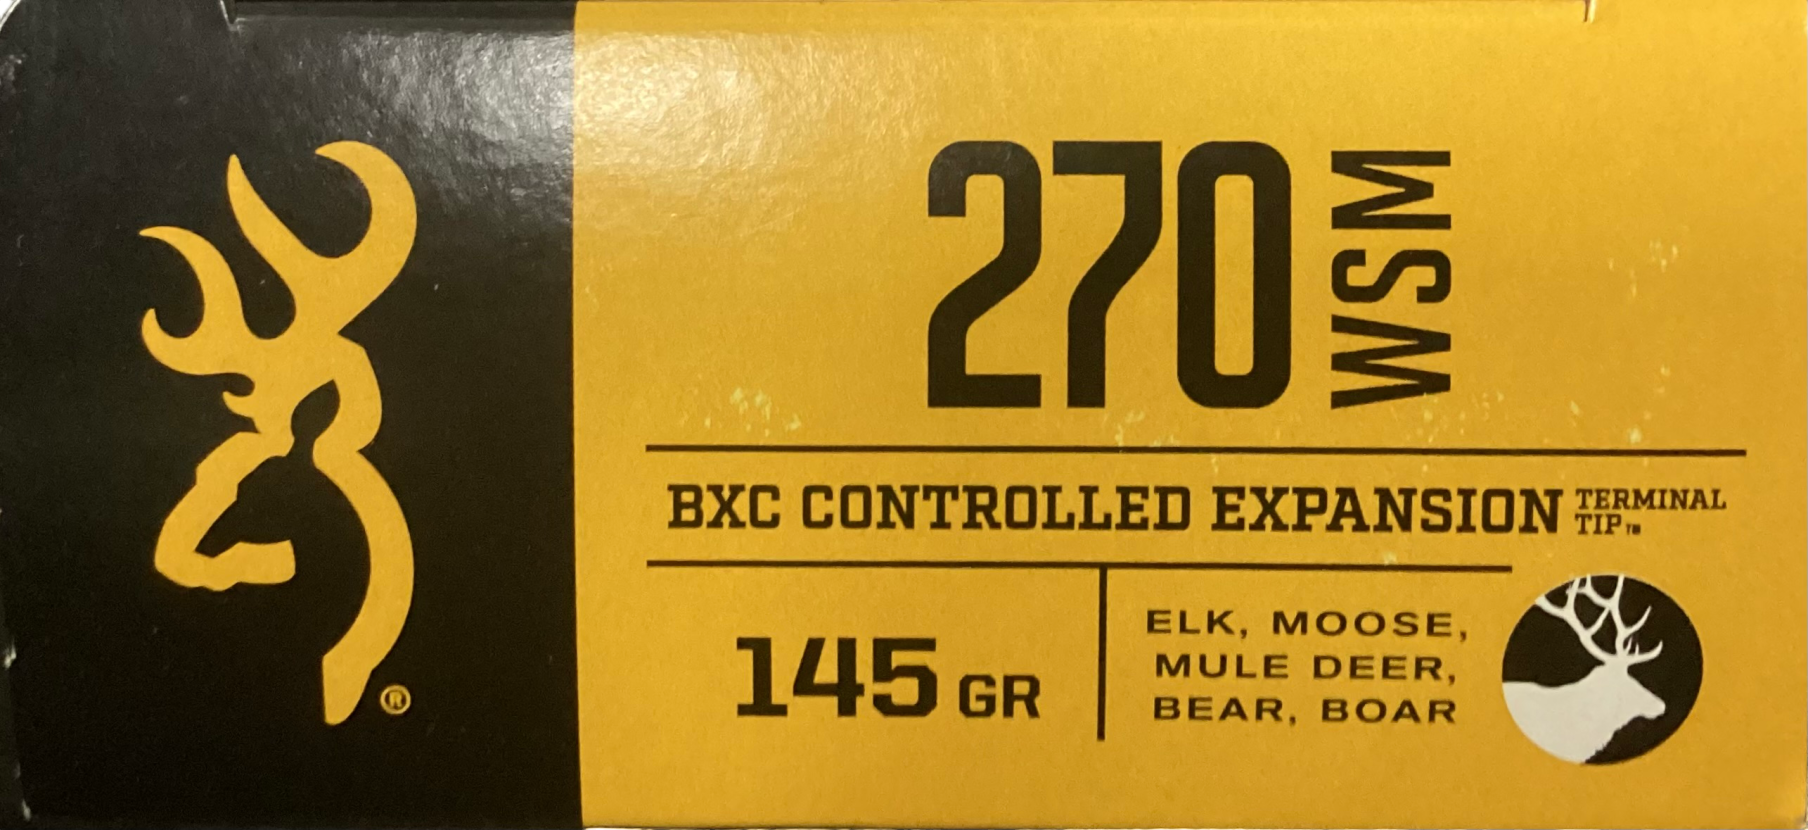 270 WSM
BXC CONTROLLED EXPANSION TERMINAL
TIP™
145 GR
ELK, MOOSE,
MULE DEER,
BEAR, BOAR
®